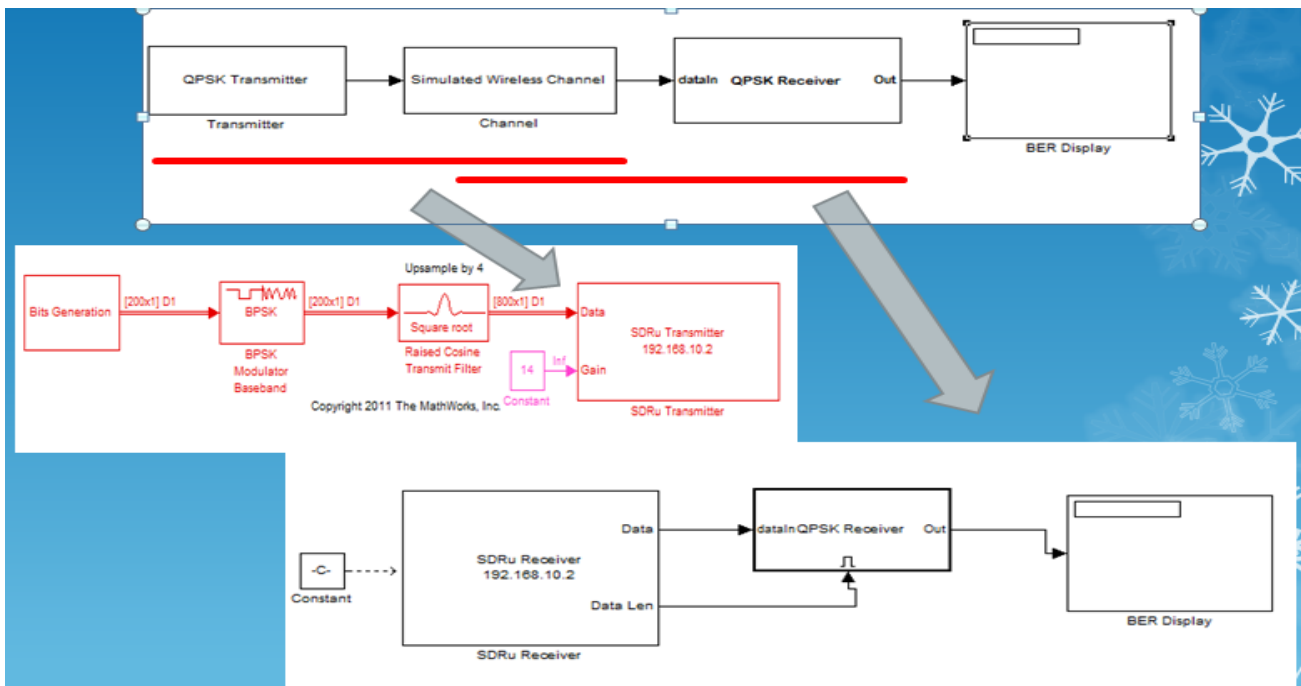 QPSK Transmitter
Transmitter
Simulated Wireless Channel
Channel
dataIn QPSK Receiver Out
BER Display
Bits Generation
[200x1] D1
BPSK
BPSK
Modulator
Baseband
[200x1] D1
Upsample by 4
Square root
Raised Cosine
Transmit Filter
[800x1] D1
14
Inf
Constant
Data
SDRu Transmitter
192.168.10.2
Gain
SDRu Transmitter
Copyright 2011 The MathWorks, Inc.
-C-
Constant
Data
SDRu Receiver
192.168.10.2
Data Len
SDRu Receiver
dataIn QPSK Receiver Out
BER Display